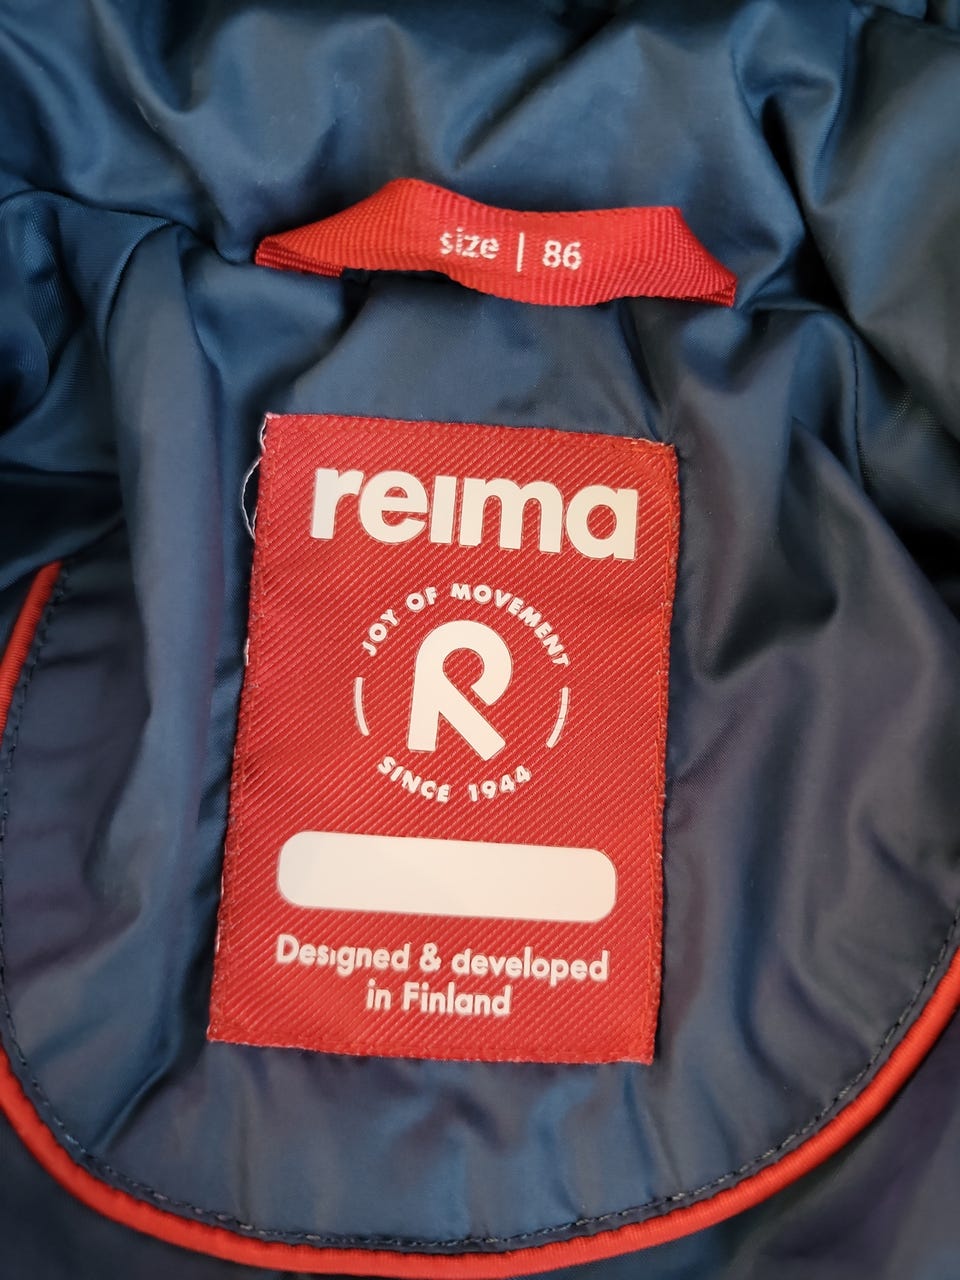 size | 86
reima
JOY OF MOVEMENT
R
SINCE 1944
Designed & developed
in Finland